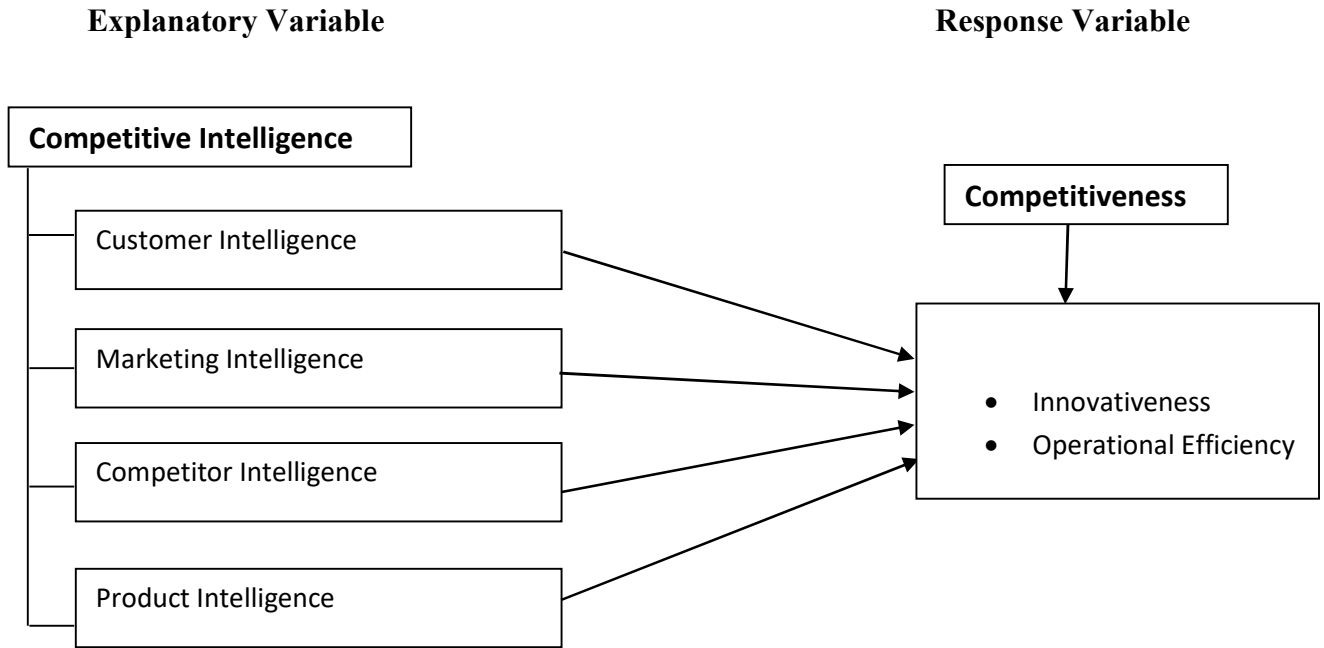 Explanatory Variable
Response Variable
Competitive Intelligence
Customer Intelligence
Marketing Intelligence
Competitor Intelligence
Product Intelligence
Competitiveness
• Innovativeness
• Operational Efficiency